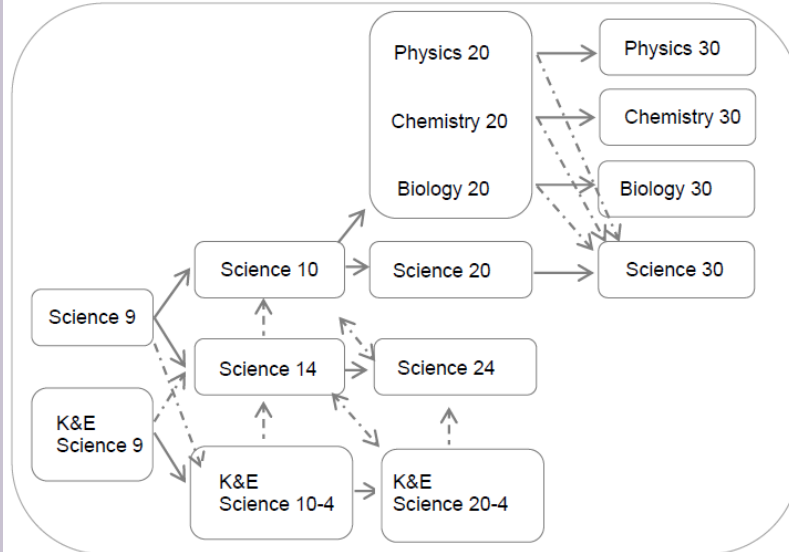 Physics 20
Physics 30
Chemistry 20
Chemistry 30
Biology 20
Biology 30
Science 10
Science 20
Science 30
Science 9
Science 14
Science 24
K&E
Science 9
K&E
Science 10-4
K&E
Science 20-4